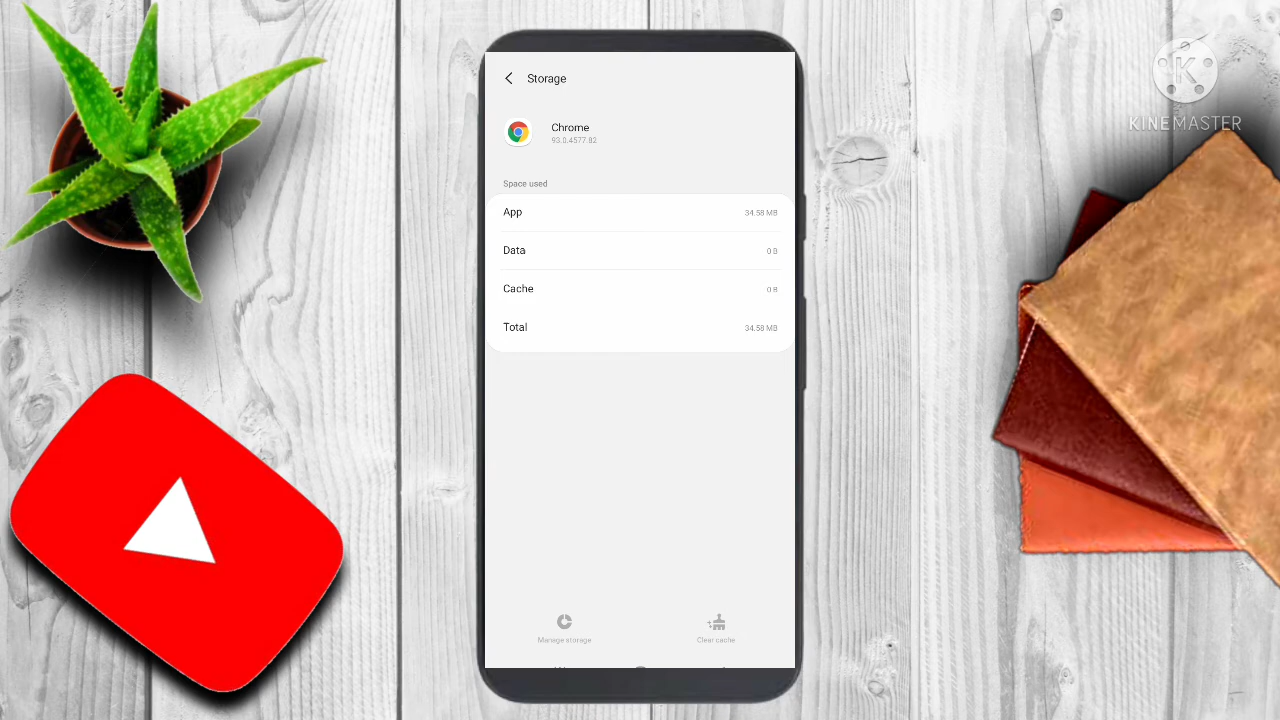 Storage
Chrome
93.0.4577.82
Space used
App 34.58 MB
Data 0 B
Cache 0 B
Total 34.58 MB
Manage storage
Clear cache
K
KINEMASTER